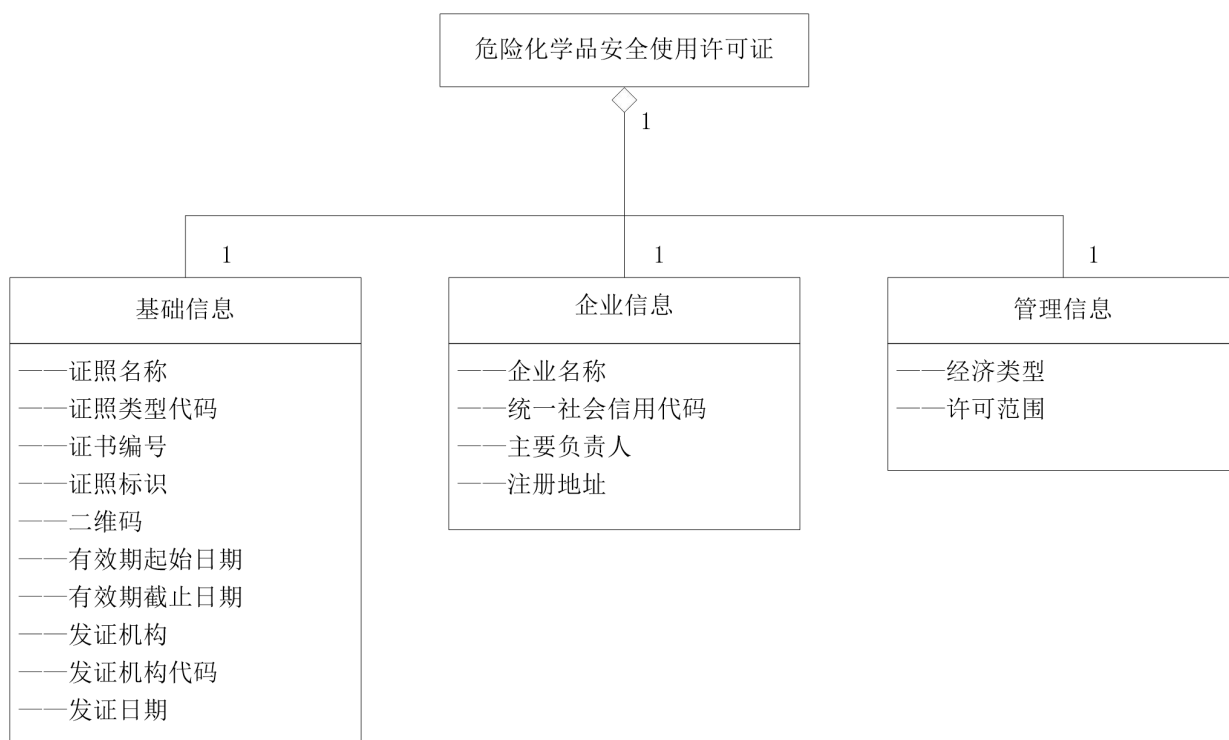 危险化学品安全使用许可证
1
1
1
1
基础信息
——证照名称
——证照类型代码
——证书编号
——证照标识
——二维码
——有效期起始日期
——有效期截止日期
——发证机构
——发证机构代码
——发证日期
企业信息
——企业名称
——统一社会信用代码
——主要负责人
——注册地址
管理信息
——经济类型
——许可范围